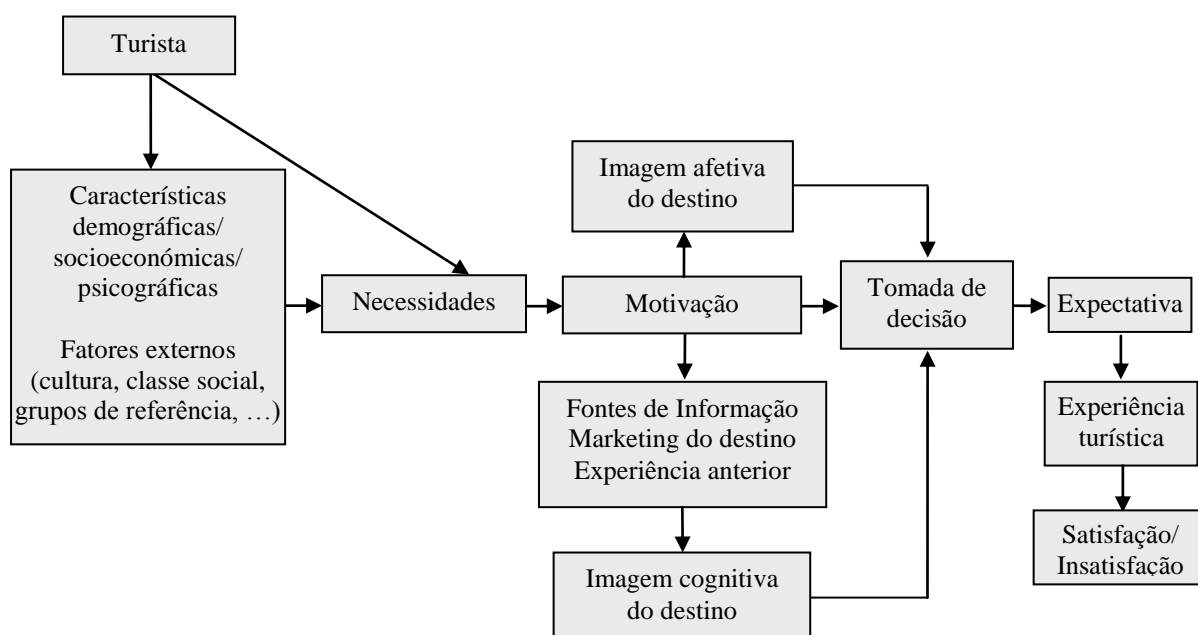 Turista
Característícas
demográficas/
socioeconómicas/
psicográficas
Fatores externos
(cultura, classe social,
grupos de referência, …)
Necessidades
Imagem afetiva
do destino
Motivação
Fontes de Informação
Marketing do destino
Experiência anterior
Imagem cognitiva
do destino
Tomada de
decisão
Expectativa
Experiência
turística
Satisfação/
Insatisfação